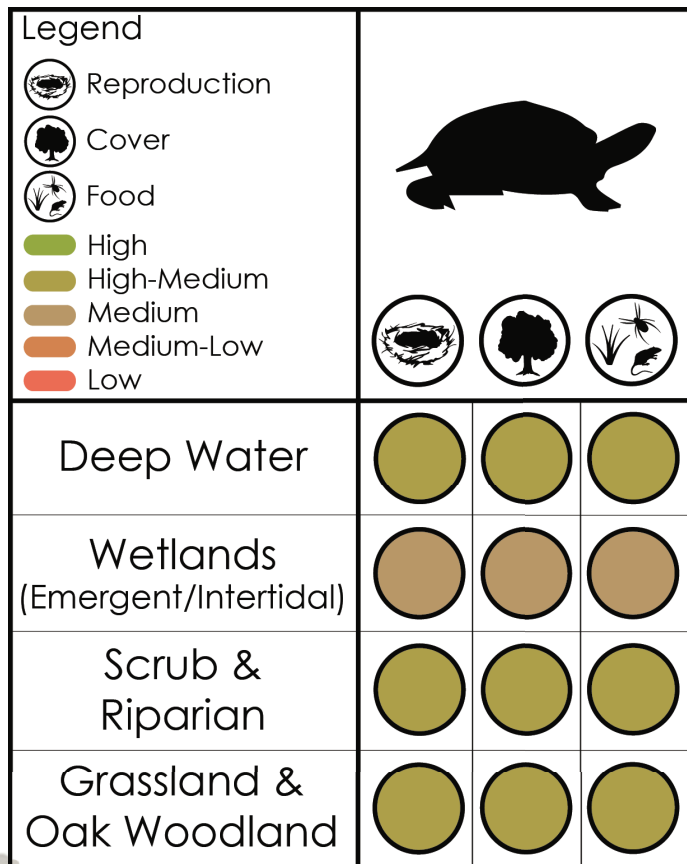 Legend
Reproduction
Cover
Food
High
High-Medium
Medium
Medium-Low
Low
Deep Water
Wetlands
(Emergent/Intertidal)
Scrub &
Riparian
Grassland &
Oak Woodland